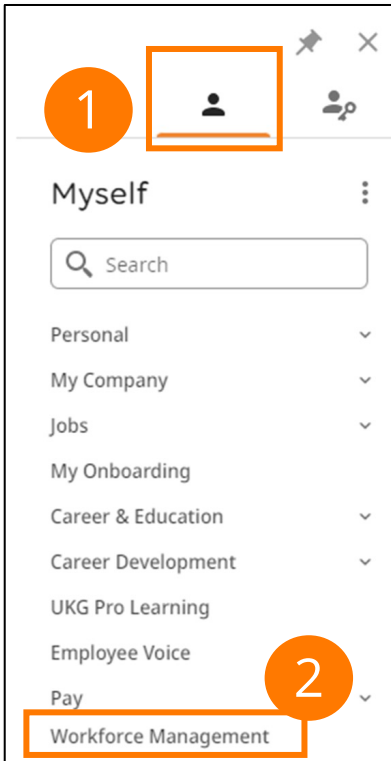 1
Myself
Search
Personal
My Company
Jobs
My Onboarding
Career & Education
Career Development
UKG Pro Learning
Employee Voice
2
Pay
Workforce Management